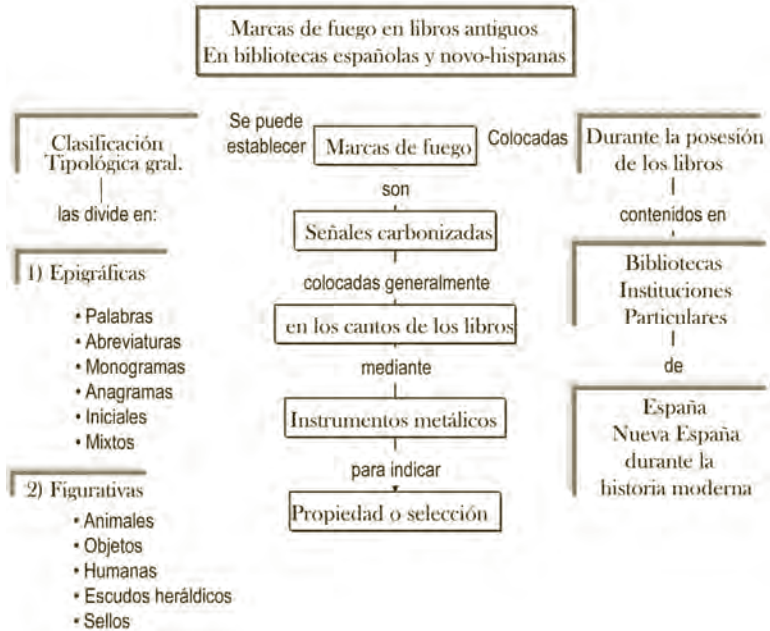 Marcas de fuego en libros antiguos
En bibliotecas españolas y novo-hispanas
Clasificación
Tipológica gral.
las divide en:
1) Epigráficas
• Palabras
• Abreviaturas
• Monogramas
• Anagramas
• Iniciales
• Mixtos
2) Figurativas
• Animales
• Objetos
• Humanas
• Escudos heráldicos
• Sellos
Se puede
establecer
Marcas de fuego
son
Señales carbonizadas
colocadas generalmente
en los cantos de los libros
mediante
Instrumentos metálicos
para indicar
Propiedad o selección
Colocadas
Durante la posesión
de los libros
contenidos en
Bibliotecas
Instituciones
Particulares
de
España
Nueva España
durante la
historia moderna